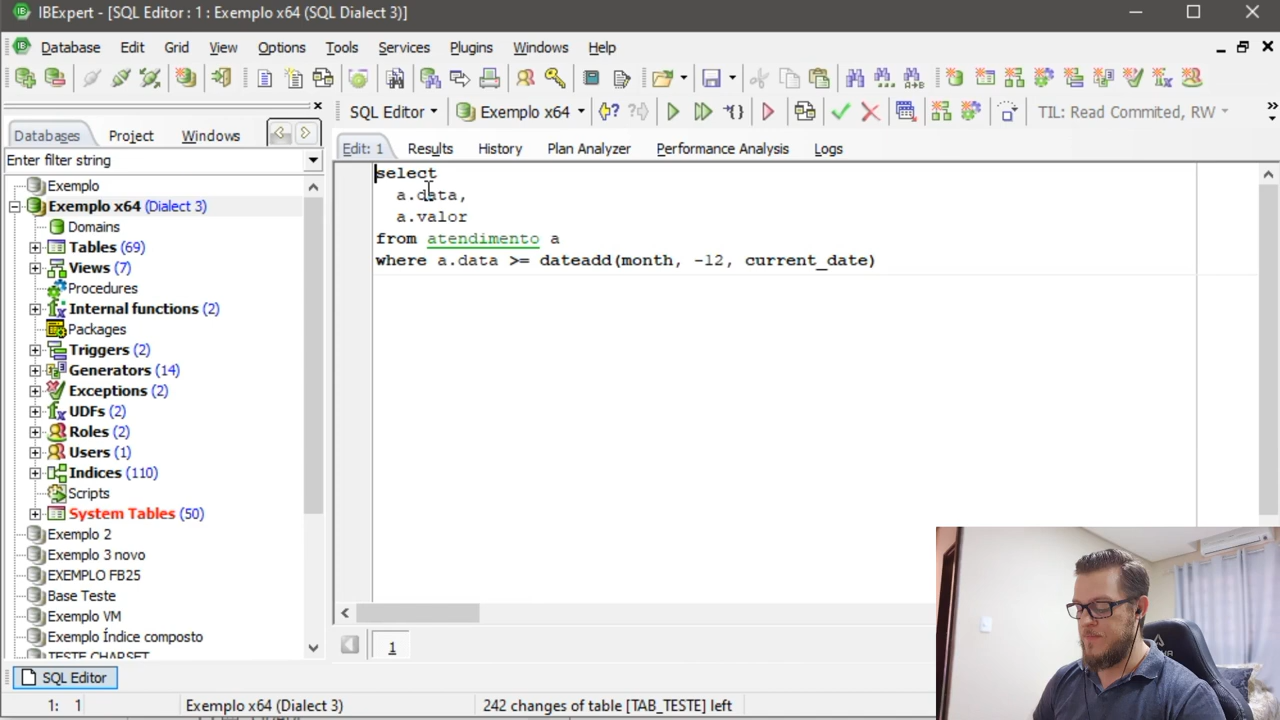 IBExpert - [SQL Editor : 1 : Exemplo x64 (SQL Dialect 3)]
Database Edit Grid View Options Tools Services Plugins Windows Help
SQL Editor Exemplo x64 TIL: Read Commited, RW
Databases Project Windows
Enter filter string
Exemplo
Exemplo x64 (Dialect 3)
Domains
Tables (69)
Views (7)
Procedures
Internal functions (2)
Packages
Triggers (2)
Generators (14)
Exceptions (2)
UDFs (2)
Roles (2)
Users (1)
Indices (110)
Scripts
System Tables (50)
Exemplo 2
Exemplo 3 novo
EXEMPLO FB25
Base Teste
Exemplo VM
Exemplo Índice composto
TESTE CHARSET
Edit: 1 Results History Plan Analyzer Performance Analysis Logs
select
a.data,
a.valor
from atendimento a
where a.data >= dateadd(month, -12, current_date)
1
SQL Editor
1: 1 Exemplo x64 (Dialect 3) 242 changes of table [TAB_TESTE] left